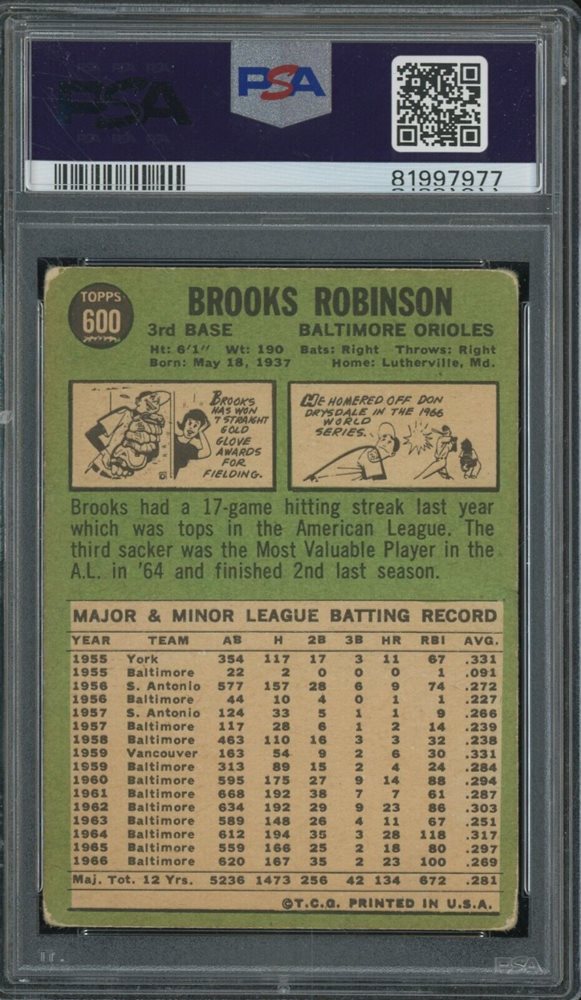 PSA
PSA
81997977
TOPPS
600
BROOKS ROBINSON
3rd BASE BALTIMORE ORIOLES
Ht: 6'1" Wt: 190 Bats: Right Throws: Right
Born: May 18, 1937 Home: Lutherville, Md.
BROOKS
HAS WON
7 STRAIGHT
GOLD
GLOVE
AWARDS
FOR
FIELDING.
HE HOMERED OFF DON
DRYSDALE IN THE 1966
WORLD
SERIES.
Brooks had a 17-game hitting streak last year
which was tops in the American League. The
third sacker was the Most Valuable Player in the
A.L. in '64 and finished 2nd last season.
MAJOR & MINOR LEAGUE BATTING RECORD
YEAR TEAM AB H 2B 3B HR RBI AVG.
1955 York 354 117 17 3 11 67 .331
1955 Baltimore 22 2 0 0 0 1 .091
1956 S. Antonio 577 157 28 6 9 74 .272
1956 Baltimore 44 10 4 0 1 1 .227
1957 S. Antonio 124 33 5 1 1 9 .266
1957 Baltimore 117 28 6 1 2 14 .239
1958 Baltimore 463 110 16 3 3 32 .238
1959 Vancouver 163 54 9 2 6 30 .331
1959 Baltimore 313 89 15 2 4 24 .284
1960 Baltimore 595 175 27 9 14 88 .294
1961 Baltimore 668 192 38 7 7 61 .287
1962 Baltimore 634 192 29 9 23 86 .303
1963 Baltimore 589 148 26 4 11 67 .251
1964 Baltimore 612 194 35 3 28 118 .317
1965 Baltimore 559 166 25 2 18 80 .297
1966 Baltimore 620 167 35 2 23 100 .269
Maj. Tot. 12 Yrs. 5236 1473 256 42 134 672 .281
©T.C.G. PRINTED IN U.S.A.
PSA